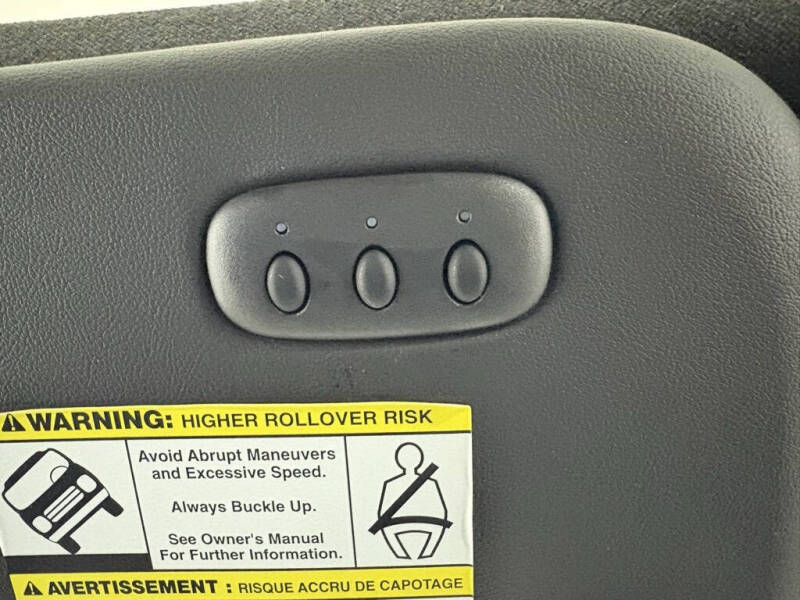 WARNING: HIGHER ROLLOVER RISK
Avoid Abrupt Maneuvers
and Excessive Speed.
Always Buckle Up.
See Owner's Manual
For Further Information.
AVERTISSEMENT : RISQUE ACCRU DE CAPOTAGE